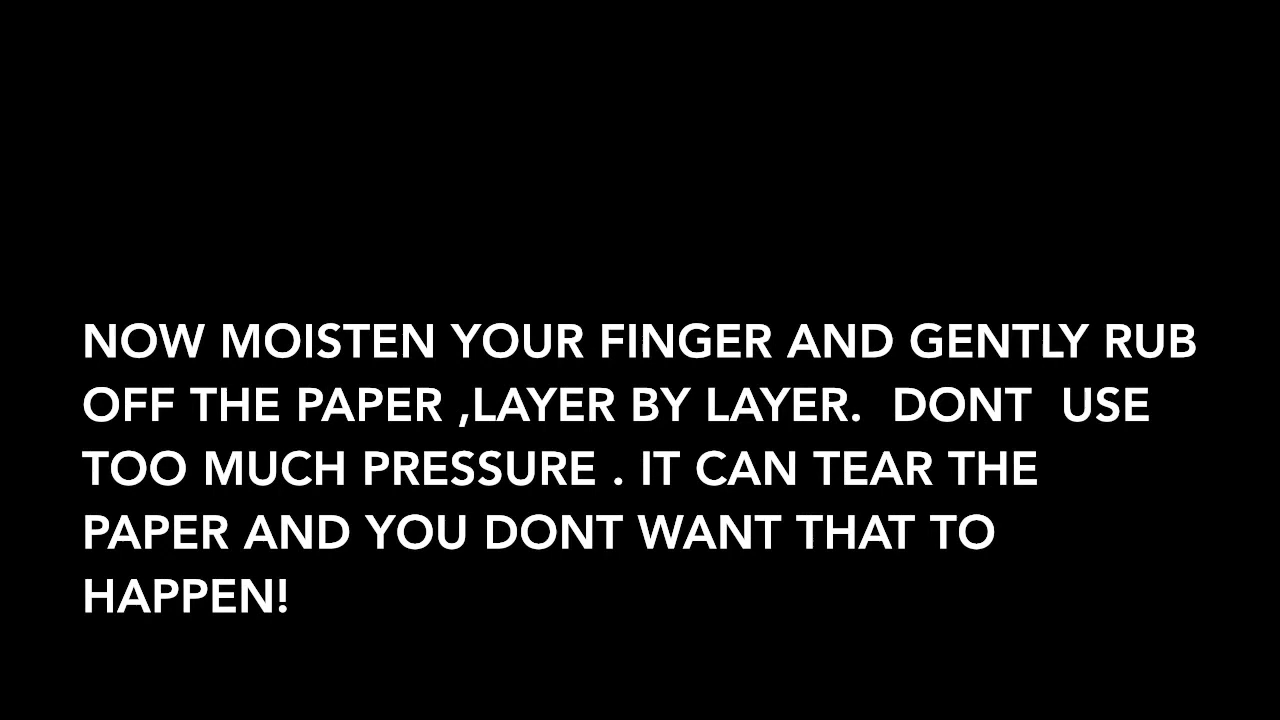 NOW MOISTEN YOUR FINGER AND GENTLY RUB
OFF THE PAPER ,LAYER BY LAYER.  DONT  USE
TOO MUCH PRESSURE . IT CAN TEAR THE
PAPER AND YOU DONT WANT THAT TO
HAPPEN!